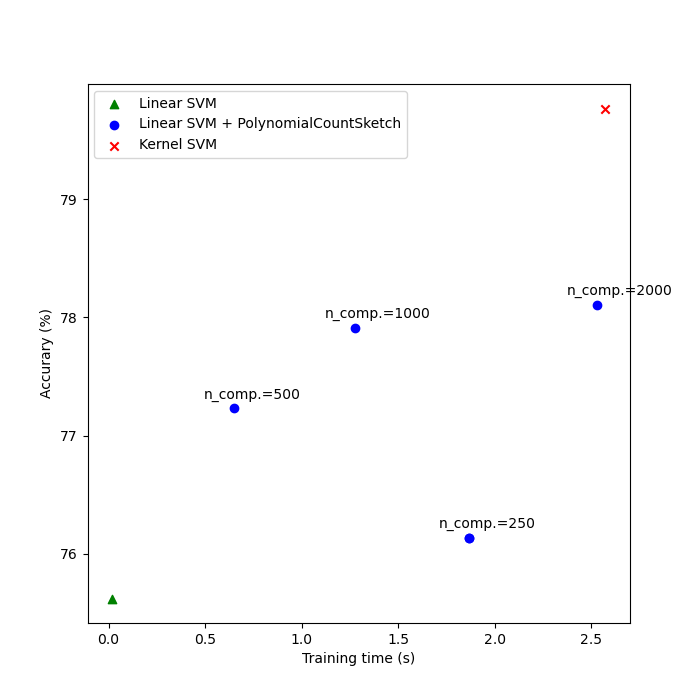 Linear SVM
Linear SVM + PolynomialCountSketch
Kernel SVM
79
78
77
76
Accurary (%)
n_comp.=2000
n_comp.=1000
n_comp.=500
n_comp.=250
0.0 0.5 1.0 1.5 2.0 2.5
Training time (s)